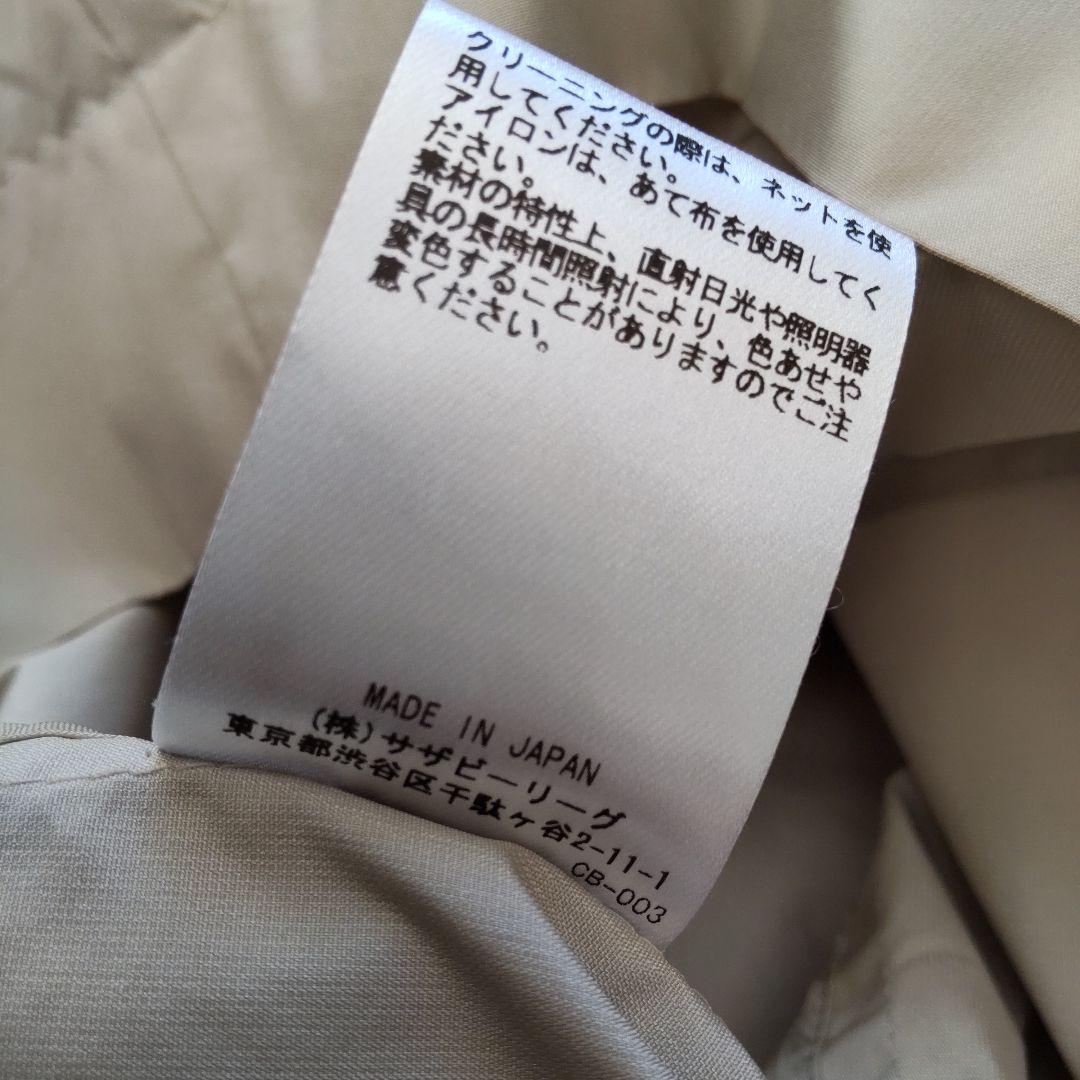 クリーニングの際は、ネットを使
用してください。
アイロンは、あて布を使用してく
ださい。
素材の特性上、直射日光や照明器
具の長時間照射により、色あせや
変色することがありますのでご注
意ください。
MADE IN JAPAN
(株)サザビーリーグ
東京都渋谷区千駄ヶ谷2-11-1
CB-003